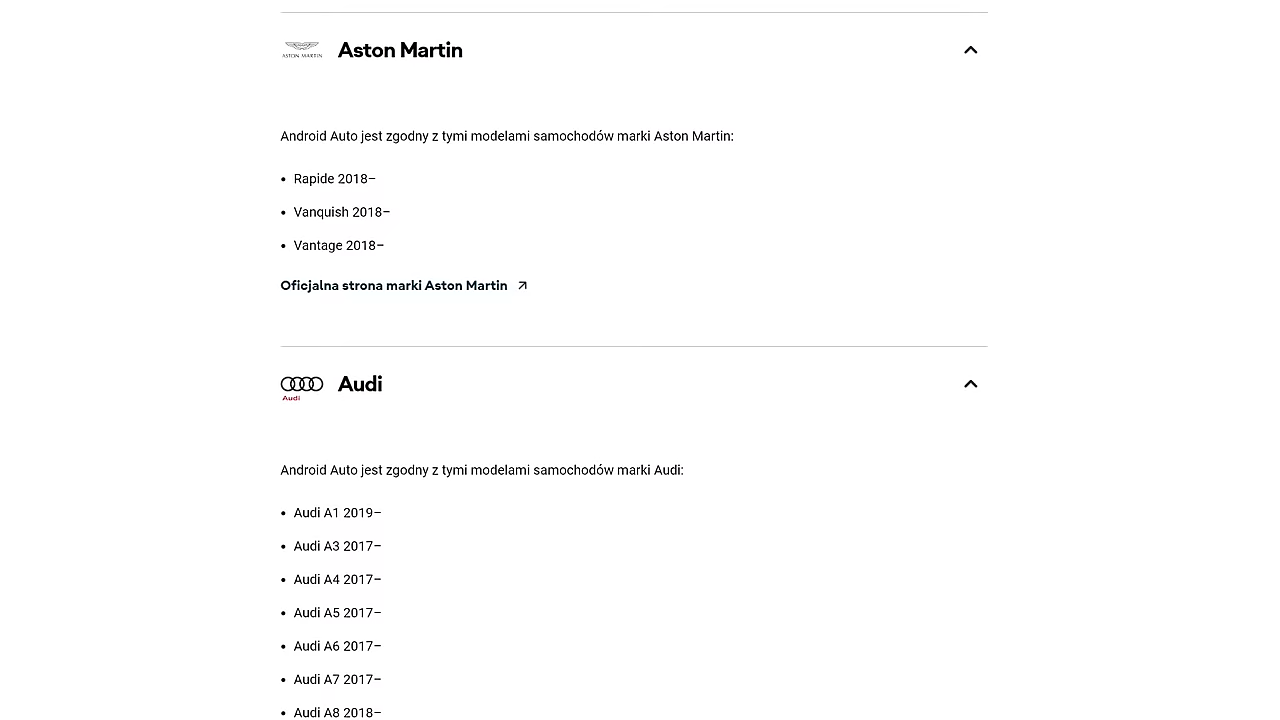 ASTON MARTIN
Aston Martin
Android Auto jest zgodny z tymi modelami samochodów marki Aston Martin:
• Rapide 2018–
• Vanquish 2018–
• Vantage 2018–
Oficjalna strona marki Aston Martin
Audi
Audi
Android Auto jest zgodny z tymi modelami samochodów marki Audi:
• Audi A1 2019–
• Audi A3 2017–
• Audi A4 2017–
• Audi A5 2017–
• Audi A6 2017–
• Audi A7 2017–
• Audi A8 2018–